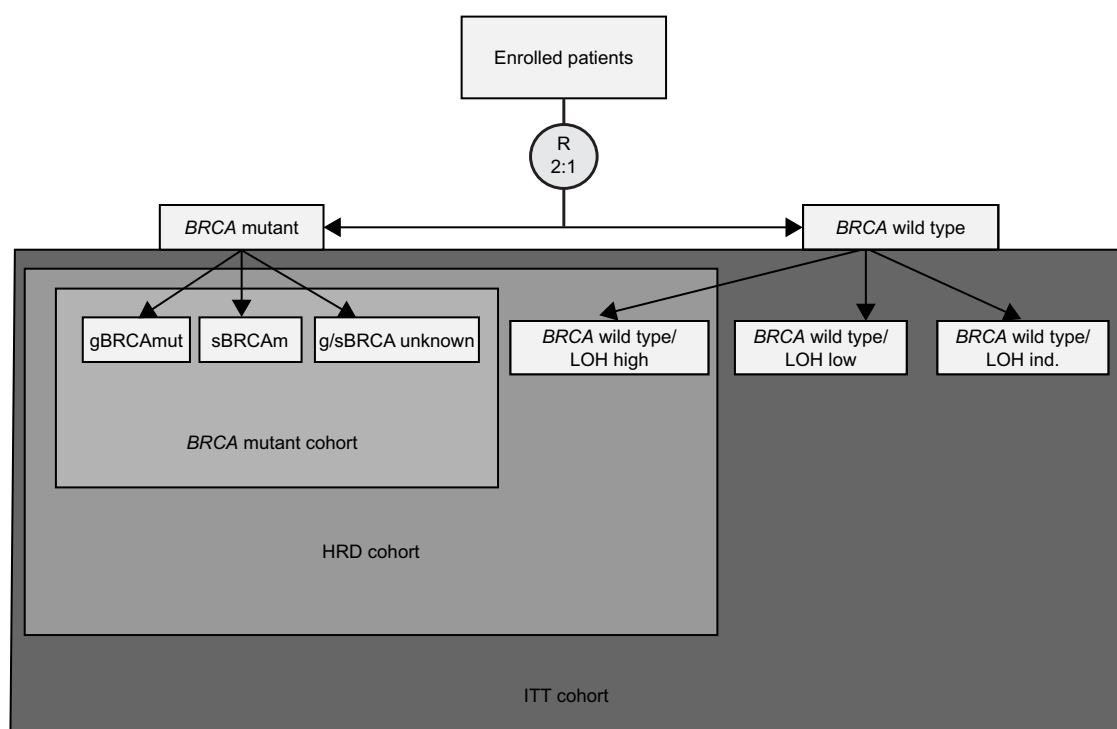 Enrolled patients
R
2:1
BRCA mutant
BRCA wild type
gBRCAmut
sBRCAm
g/sBRCA unknown
BRCA wild type/
LOH high
BRCA wild type/
LOH low
BRCA wild type/
LOH ind.
BRCA mutant cohort
HRD cohort
ITT cohort